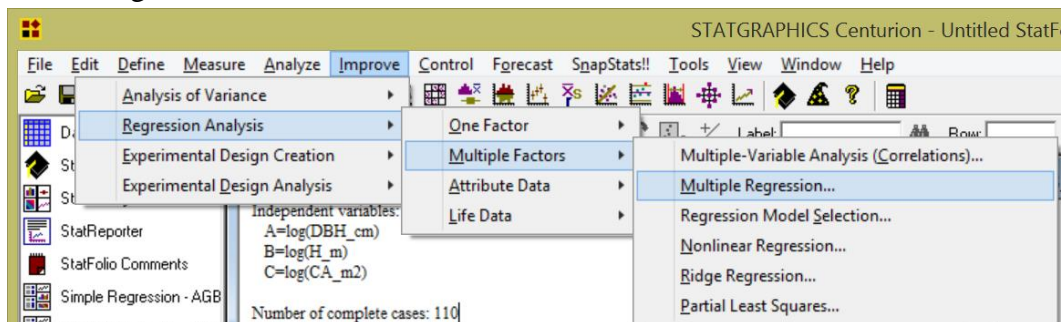 STATGRAPHICS Centurion - Untitled StatF
File Edit Define Measure Analyze Improve Control Forecast SnapStats!! Tools View Window Help
Analysis of Variance
Regression Analysis
Experimental Design Creation
Experimental Design Analysis
One Factor
Multiple Factors
Attribute Data
Life Data
Label: Row:
Multiple-Variable Analysis (Correlations)...
Multiple Regression...
Regression Model Selection...
Nonlinear Regression...
Ridge Regression...
Partial Least Squares...
D
St
St
StatReporter
StatFolio Comments
Simple Regression - AGB
Independent variables:
A=log(DBH_cm)
B=log(H_m)
C=log(CA_m2)
Number of complete cases: 110